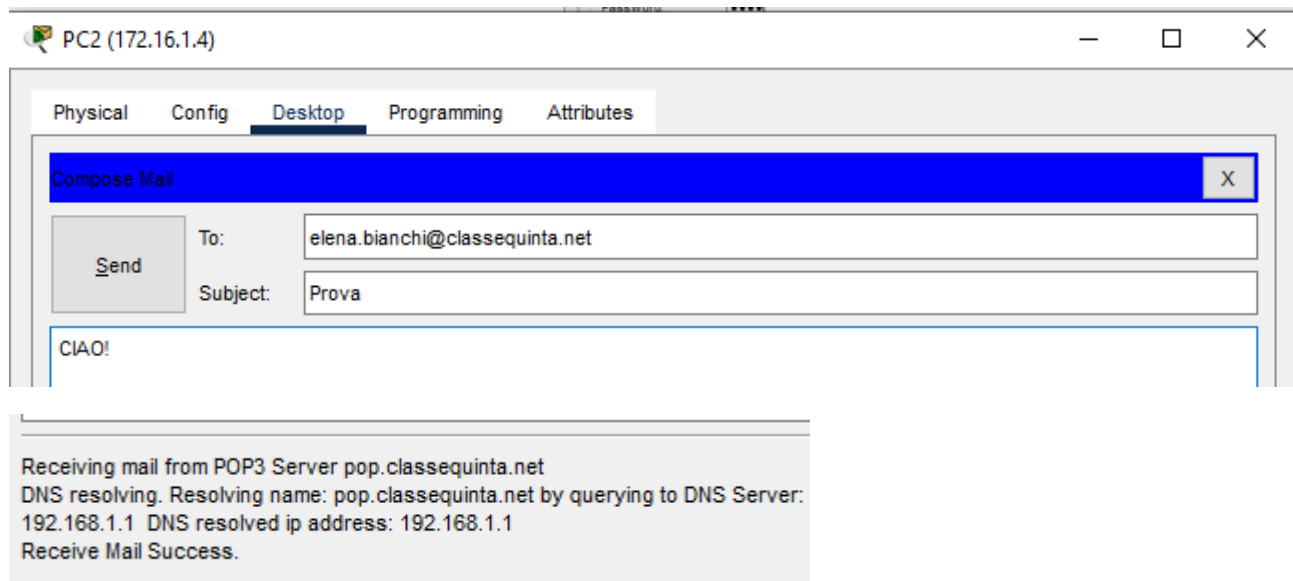 Password:
PC2 (172.16.1.4)
Physical Config Desktop Programming Attributes
Compose Mail X
Send
To: elena.bianchi@classequinta.net
Subject: Prova
CIAO!
Receiving mail from POP3 Server pop.classequinta.net
DNS resolving. Resolving name: pop.classequinta.net by querying to DNS Server:
192.168.1.1 DNS resolved ip address: 192.168.1.1
Receive Mail Success.